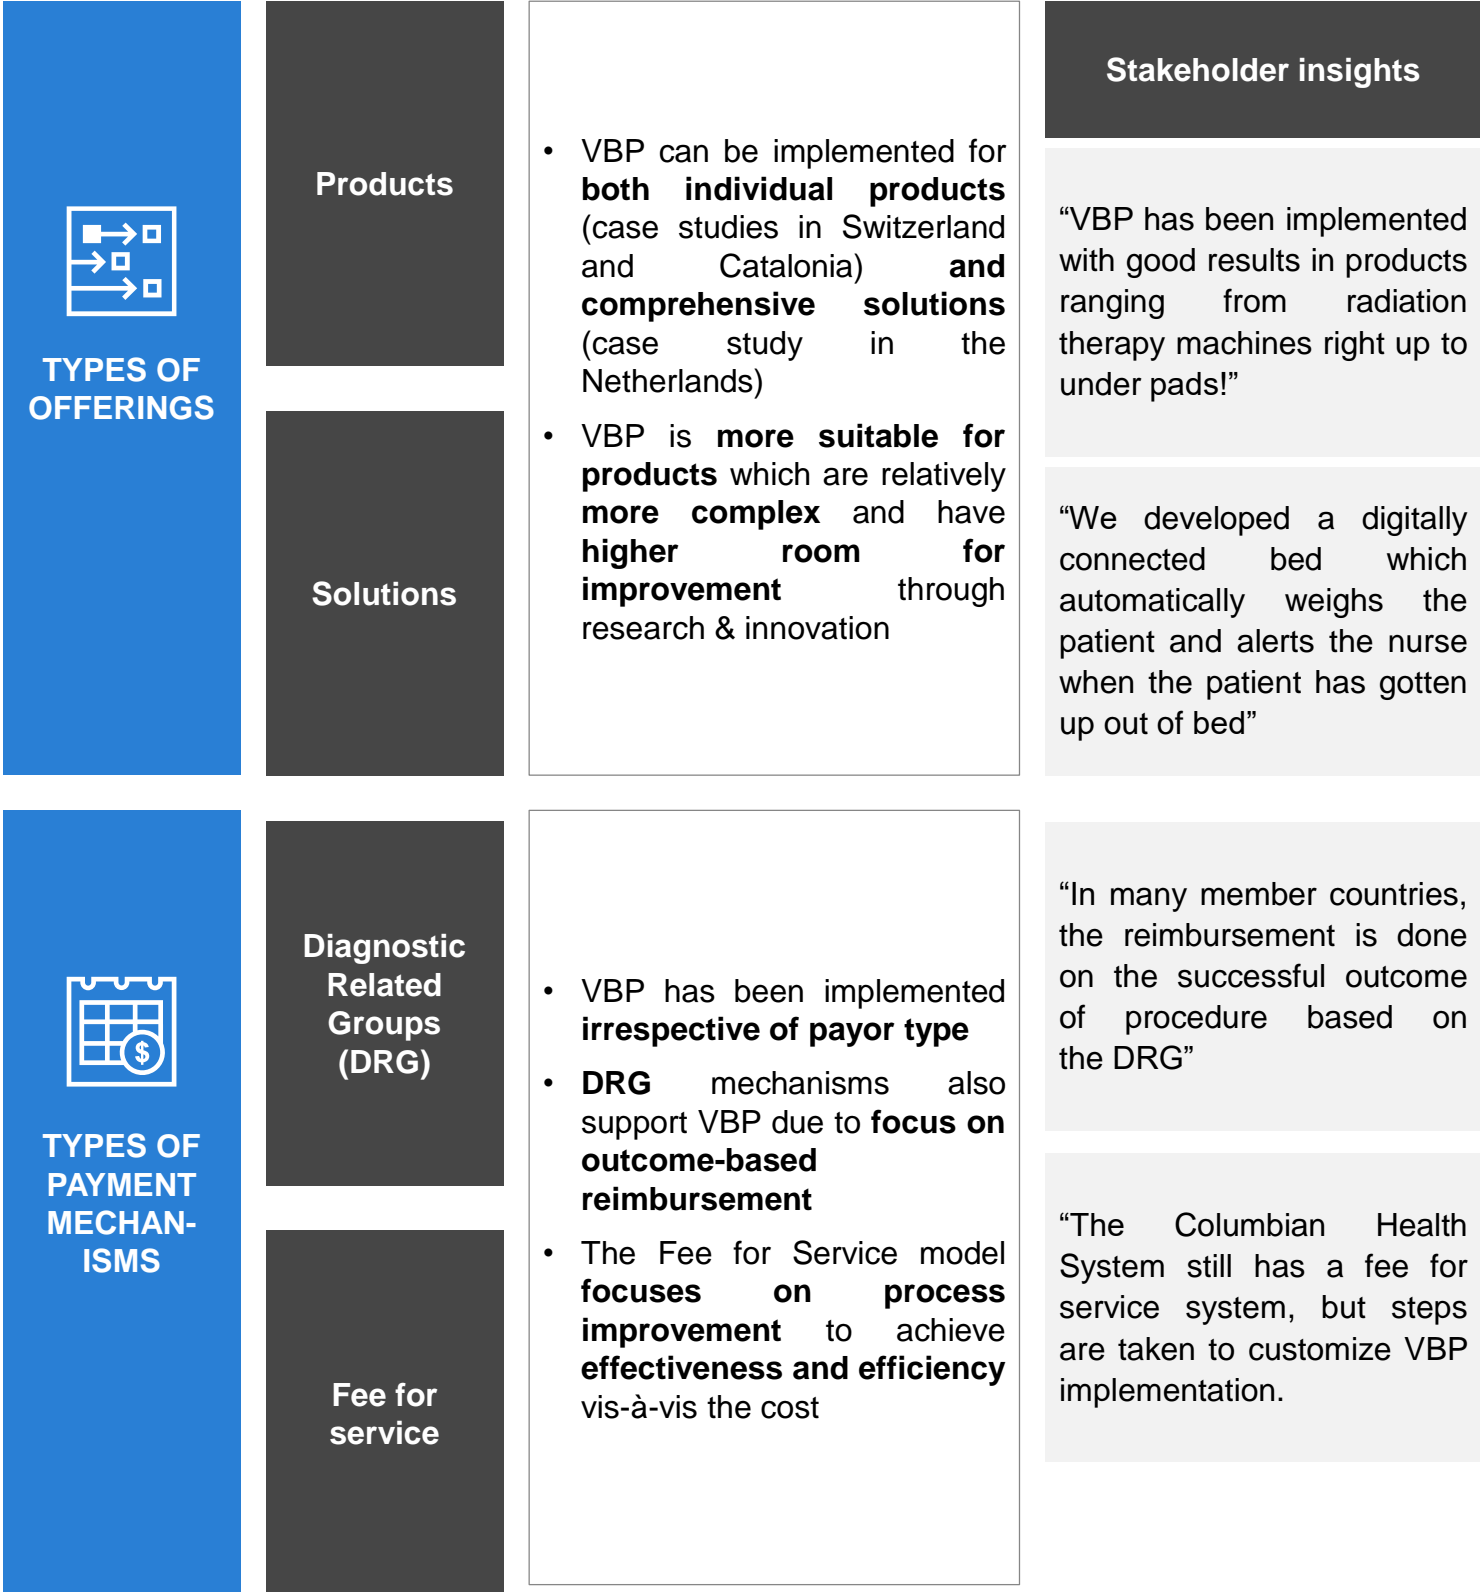 TYPES OF
OFFERINGS
Products
Solutions
• VBP can be implemented for
both individual products
(case studies in Switzerland
and Catalonia) and
comprehensive solutions
(case study in the
Netherlands)
• VBP is more suitable for
products which are relatively
more complex and have
higher room for
improvement through
research & innovation
Stakeholder insights
“VBP has been implemented
with good results in products
ranging from radiation
therapy machines right up to
under pads!”
“We developed a digitally
connected bed which
automatically weighs the
patient and alerts the nurse
when the patient has gotten
up out of bed”
$
TYPES OF
PAYMENT
MECHAN-
ISMS
Diagnostic
Related
Groups
(DRG)
Fee for
service
• VBP has been implemented
irrespective of payor type
• DRG mechanisms also
support VBP due to focus on
outcome-based
reimbursement
• The Fee for Service model
focuses on process
improvement to achieve
effectiveness and efficiency
vis-à-vis the cost
“In many member countries,
the reimbursement is done
on the successful outcome
of procedure based on
the DRG”
“The Columbian Health
System still has a fee for
service system, but steps
are taken to customize VBP
implementation.